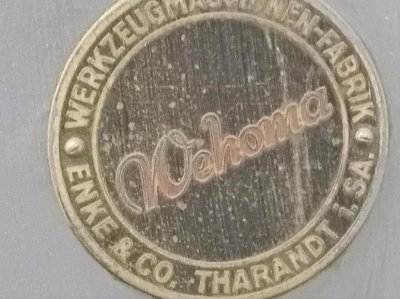 WERKZEUGMASCHINEN-FABRIK
Wehoma
ENKE & CO. THARANDT I. SA.